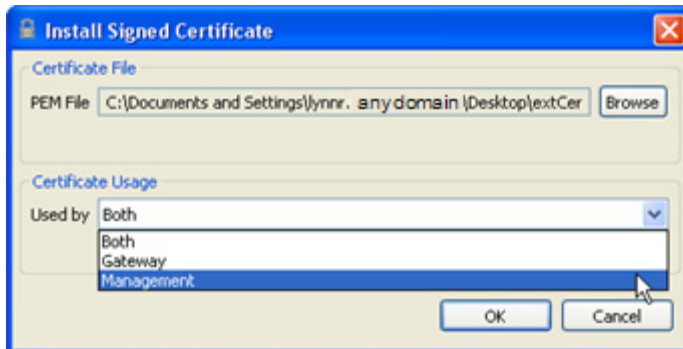 Install Signed Certificate
Certificate File
PEM File C:\Documents and Settings\lynnr. anydomain \Desktop\extCer Browse
Certificate Usage
Used by Both
Both
Gateway
Management
OK Cancel